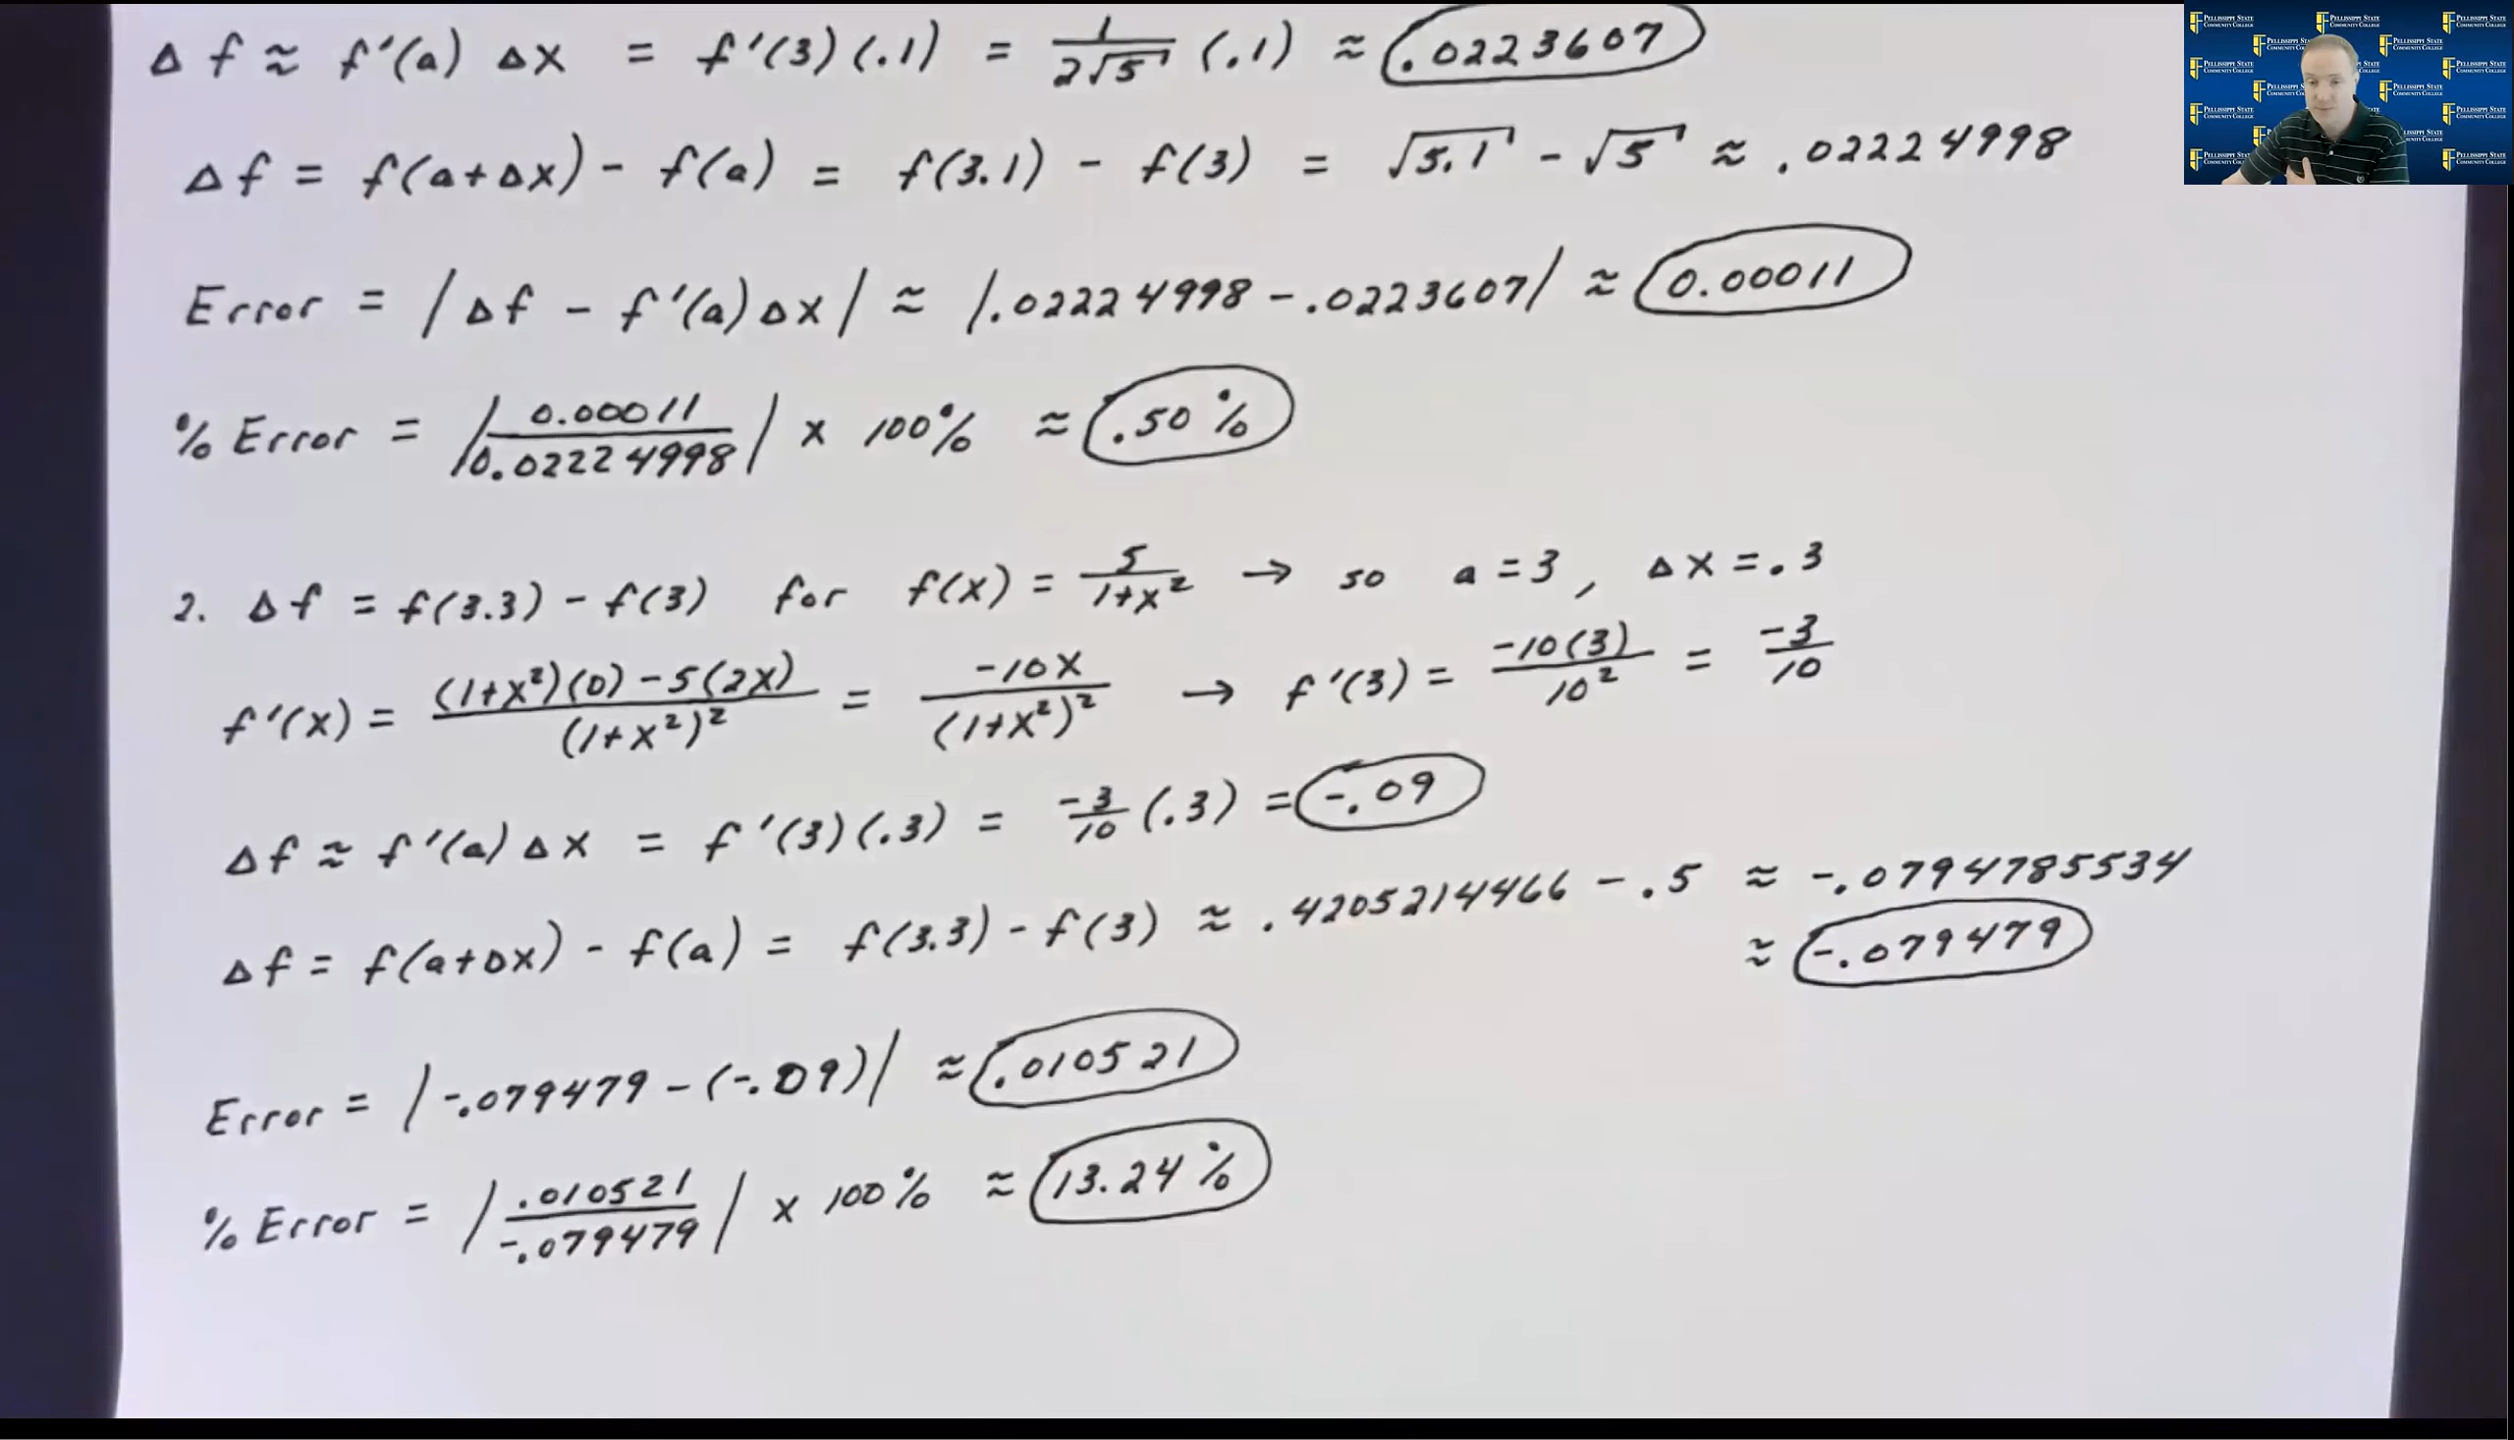 Δf ≈ f'(a) Δx = f'(3)(.1) = 1/(2√5) (.1) ≈ .0223607
Δf = f(a+Δx) - f(a) = f(3.1) - f(3) = √5.1 - √5 ≈ .02224998
Error = |Δf - f'(a)Δx| ≈ |.02224998 - .0223607| ≈ 0.00011
% Error = |0.00011/0.02224998| x 100% ≈ .50%
2. Δf = f(3.3) - f(3) for f(x) = 5/(1+x²) → so a = 3, Δx = .3
f'(x) = ((1+x²)(0) - 5(2x))/(1+x²)² = -10x/(1+x²)² → f'(3) = -10(3)/10² = -3/10
Δf ≈ f'(a)Δx = f'(3)(.3) = -3/10 (.3) = -.09
Δf = f(a+Δx) - f(a) = f(3.3) - f(3) ≈ .4205214466 - .5 ≈ -.0794785534
≈ -.079479
Error = |-.079479 - (-.09)| ≈ .010521
% Error = |.010521/-.079479| x 100% ≈ 13.24%
PELLISSIPPI STATE
COMMUNITY COLLEGE